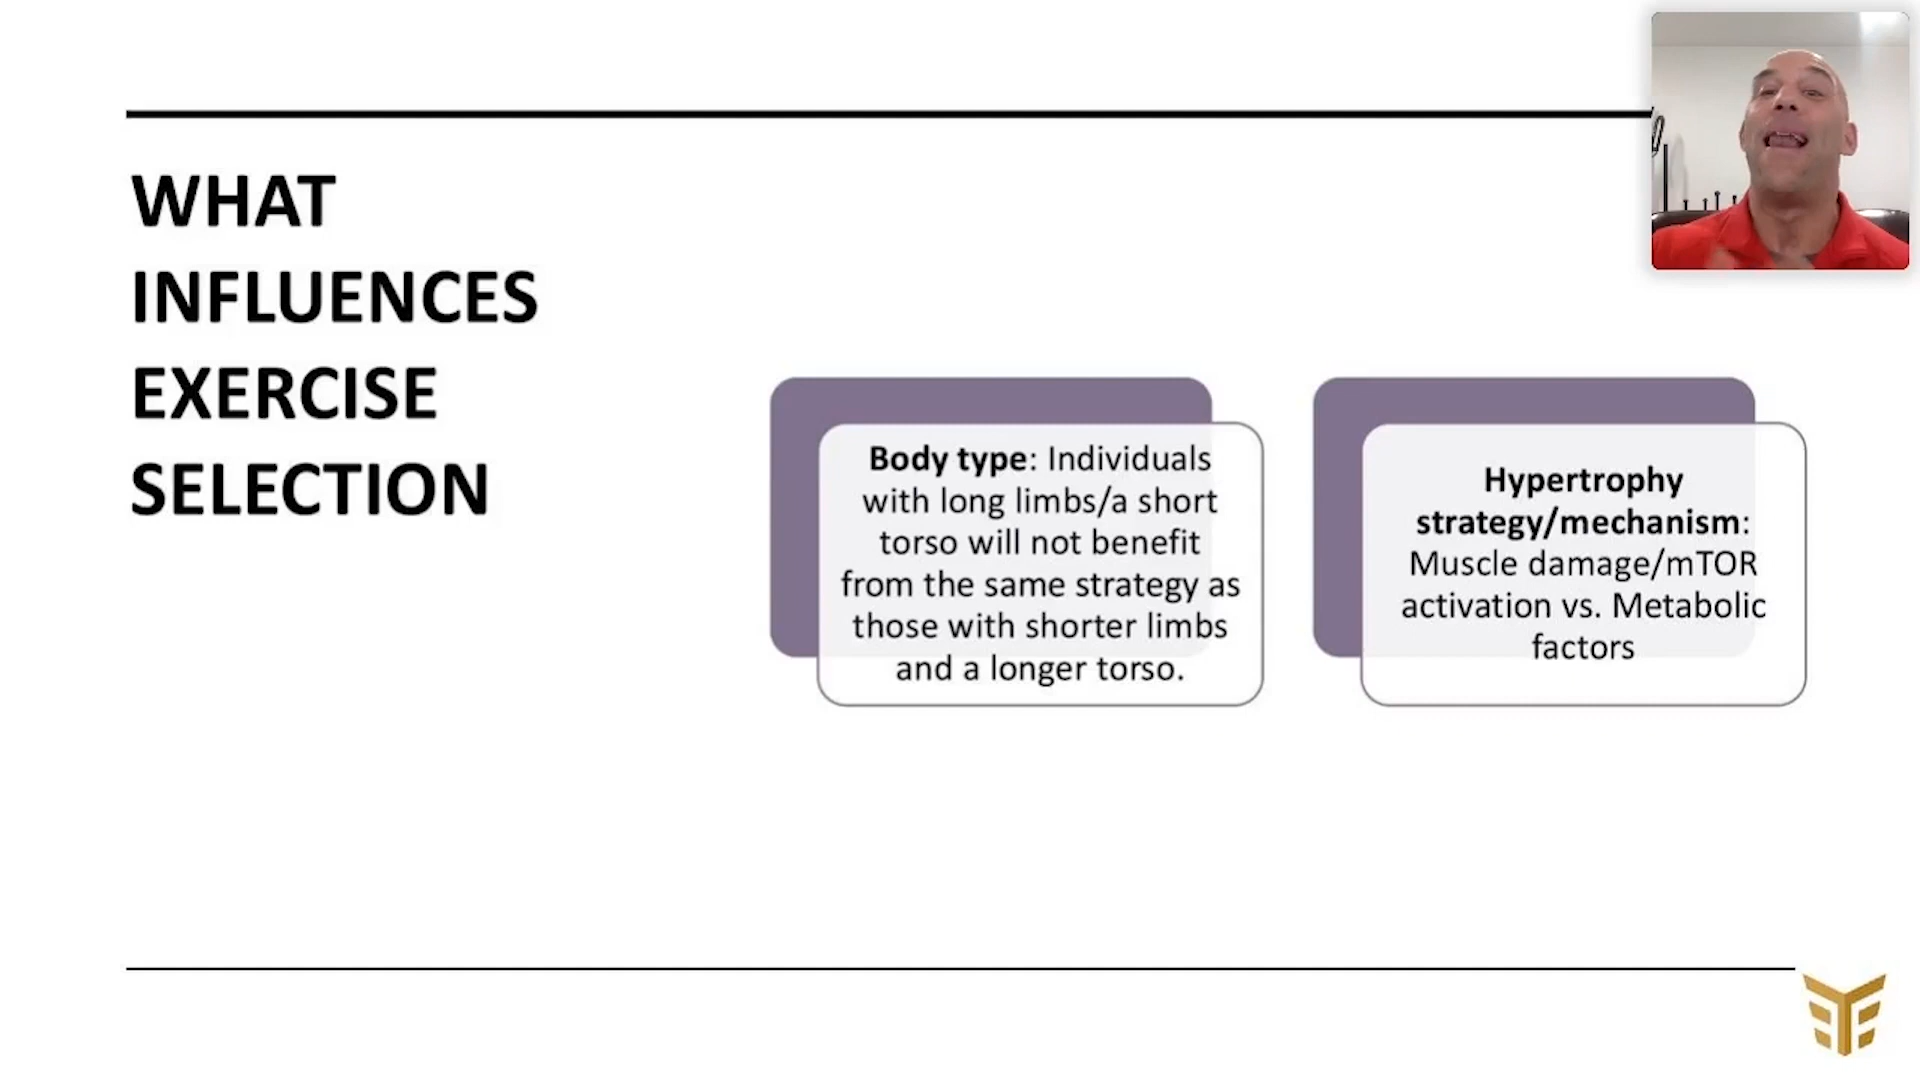 WHAT
INFLUENCES
EXERCISE
SELECTION
Body type: Individuals
with long limbs/a short
torso will not benefit
from the same strategy as
those with shorter limbs
and a longer torso.
Hypertrophy
strategy/mechanism:
Muscle damage/mTOR
activation vs. Metabolic
factors